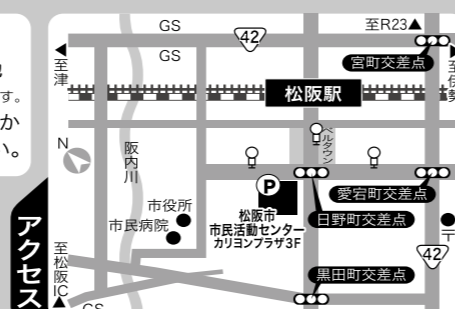 GS
42
至R23▲
GS
宮町交差点
◀至津
す。
か
い。
松阪駅
ベルタウン
N
阪内川
P
愛宕町交差点
市役所
市民病院
松阪市
市民活動センター
カリヨンプラザ3F
日野町交差点
〒
42
アクセス
至松阪IC▲
黒田町交差点
GS